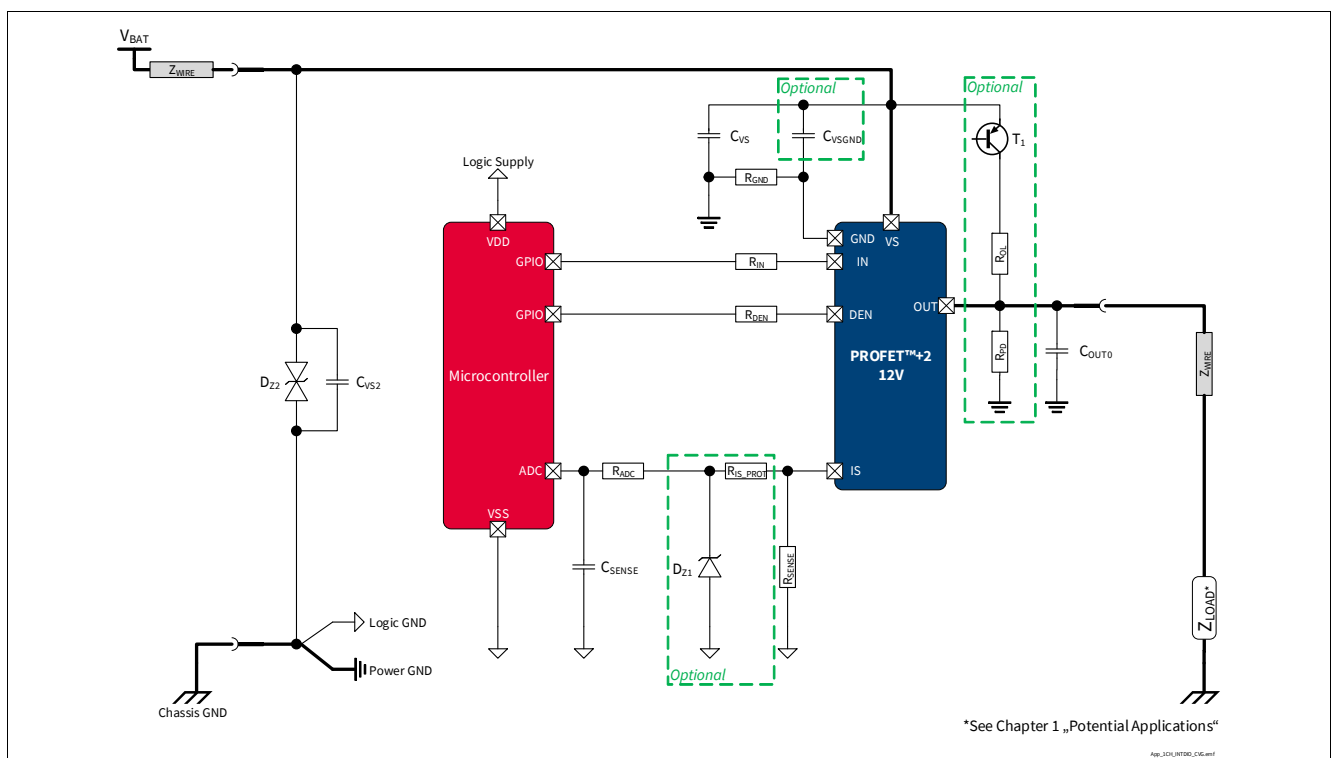 VBAT
ZWIRE
Optional
CVS
CVSGND
RGND
Optional
T1
ROL
Logic Supply
VDD
GPIO
GPIO
Microcontroller
ADC
VSS
RIN
RDEN
GND
VS
IN
DEN
OUT
PROFET™+2
12V
IS
RPD
COUT0
ZWIRE
DZ2
CVS2
RADC
RIS_PROT
CSENSE
DZ1
RSENSE
Optional
ZLOAD*
Logic GND
Power GND
Chassis GND
*See Chapter 1 „Potential Applications“
App_1CH_INTDIO_CVG.emf